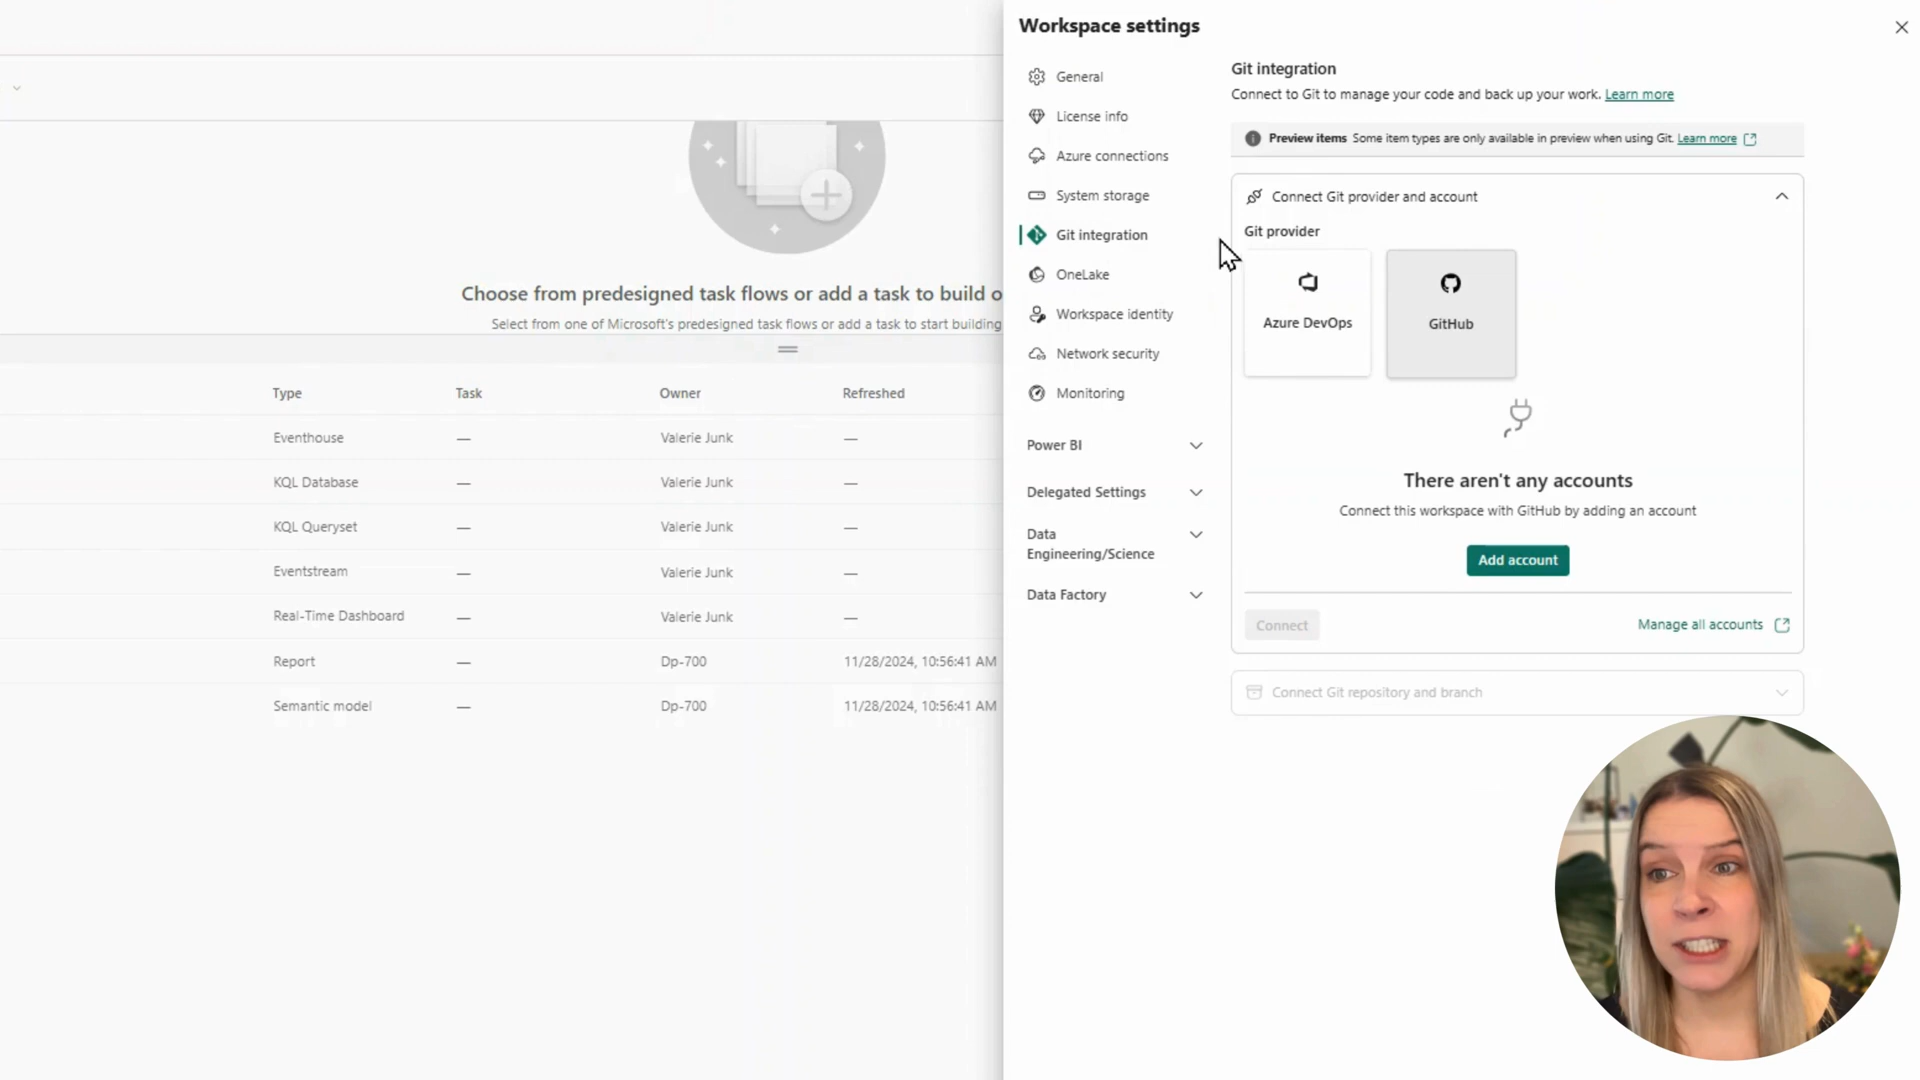 Workspace settings
General
License info
Azure connections
System storage
Git integration
OneLake
Workspace identity
Network security
Monitoring
Power BI
Delegated Settings
Data
Engineering/Science
Data Factory
Git integration
Connect to Git to manage your code and back up your work. Learn more
Preview items Some item types are only available in preview when using Git. Learn more
Connect Git provider and account
Git provider
Azure DevOps
GitHub
There aren't any accounts
Connect this workspace with GitHub by adding an account
Add account
Connect
Manage all accounts
Connect Git repository and branch
Choose from predesigned task flows or add a task to build
Select from one of Microsoft's predesigned task flows or add a task to start building
Type Task Owner Refreshed
Eventhouse — Valerie Junk —
KQL Database — Valerie Junk —
KQL Queryset — Valerie Junk —
Eventstream — Valerie Junk —
Real-Time Dashboard — Valerie Junk —
Report — Dp-700 11/28/2024, 10:56:41 AM
Semantic model — Dp-700 11/28/2024, 10:56:41 AM